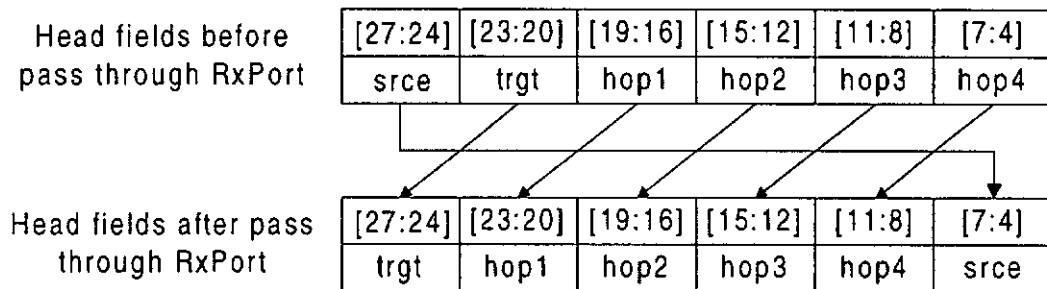 Head fields before
pass through RxPort
[27:24] [23:20] [19:16] [15:12] [11:8] [7:4]
srce trgt hop1 hop2 hop3 hop4
Head fields after pass
through RxPort
[27:24] [23:20] [19:16] [15:12] [11:8] [7:4]
trgt hop1 hop2 hop3 hop4 srce